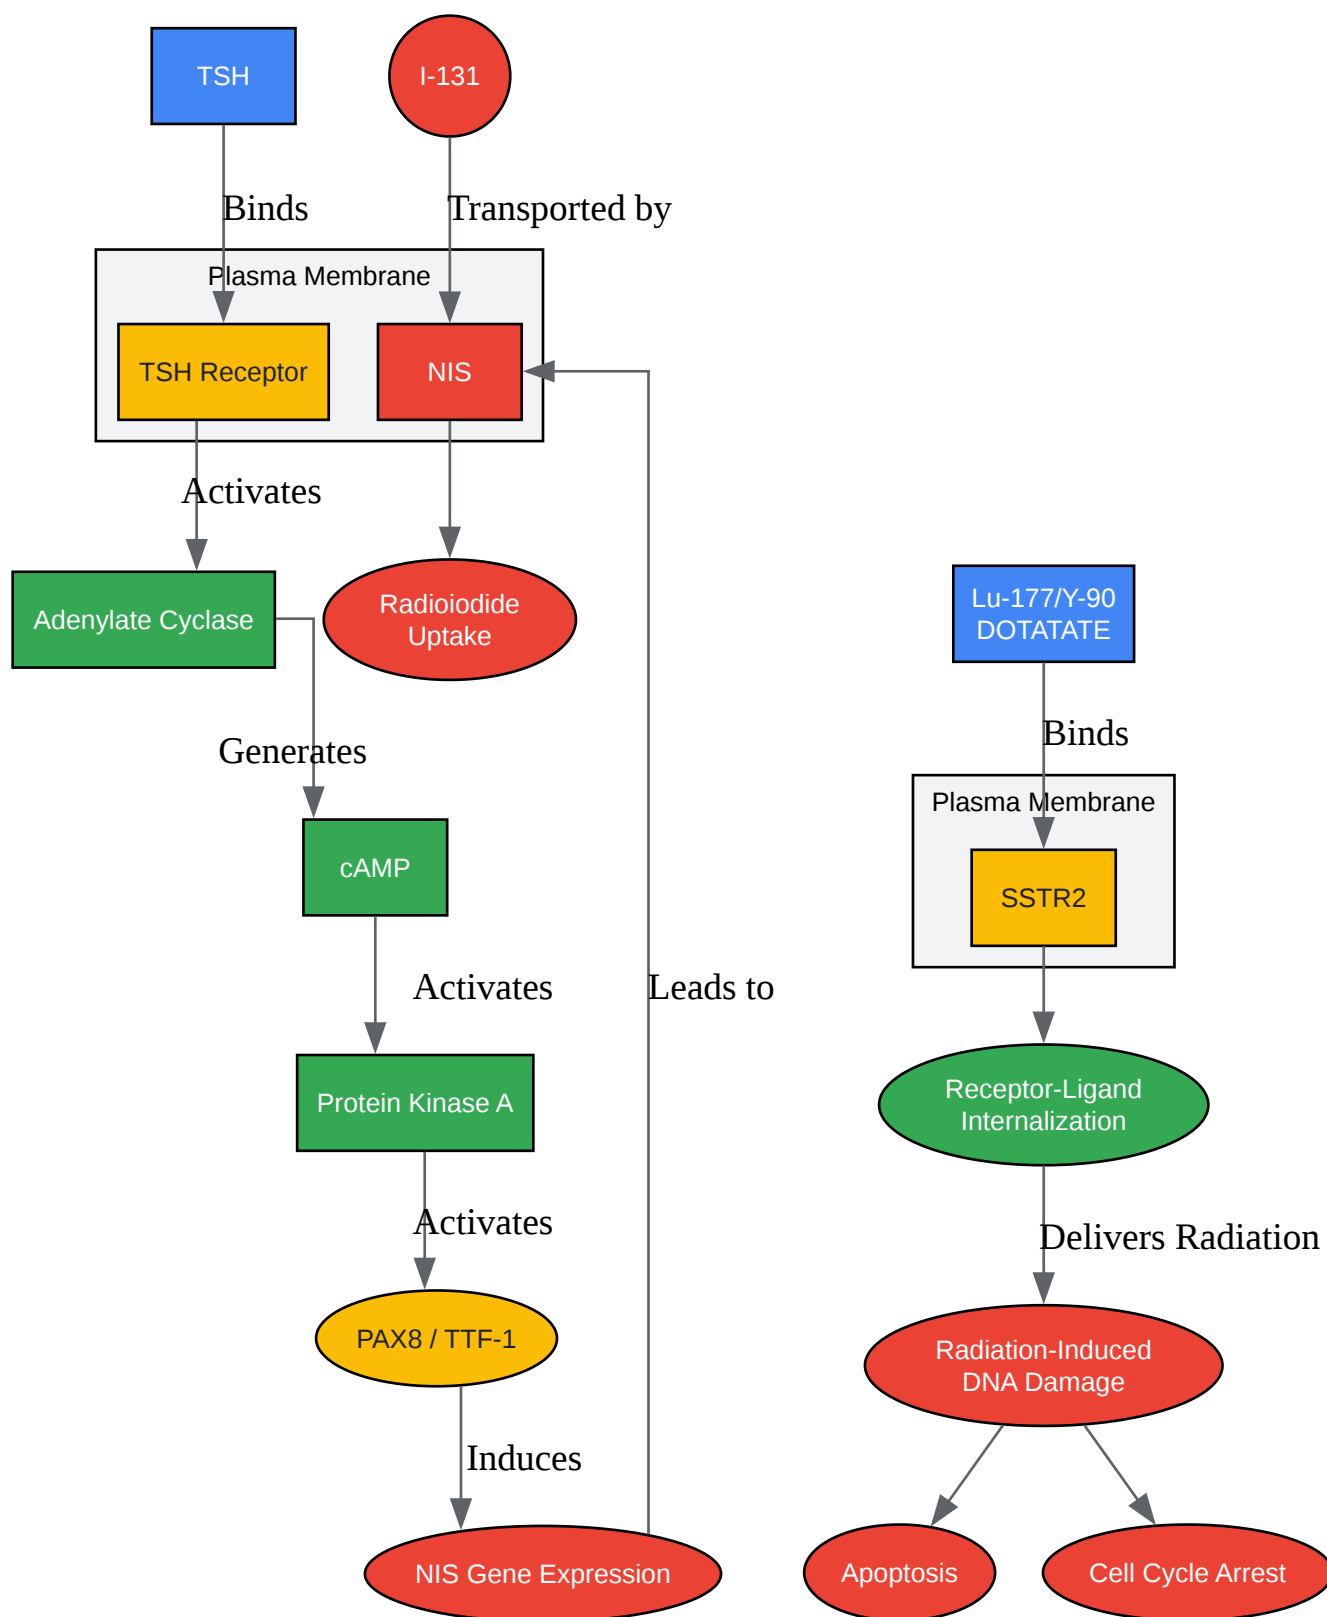 TSH
I-131
Binds
Transported by
Plasma Membrane
TSH Receptor
NIS
Activates
Adenylate Cyclase
Radioiodide
Uptake
Generates
cAMP
Activates
Leads to
Protein Kinase A
Activates
PAX8 / TTF-1
Induces
NIS Gene Expression
Lu-177/Y-90
DOTATATE
Binds
Plasma Membrane
SSTR2
Receptor-Ligand
Internalization
Delivers Radiation
Radiation-Induced
DNA Damage
Apoptosis
Cell Cycle Arrest